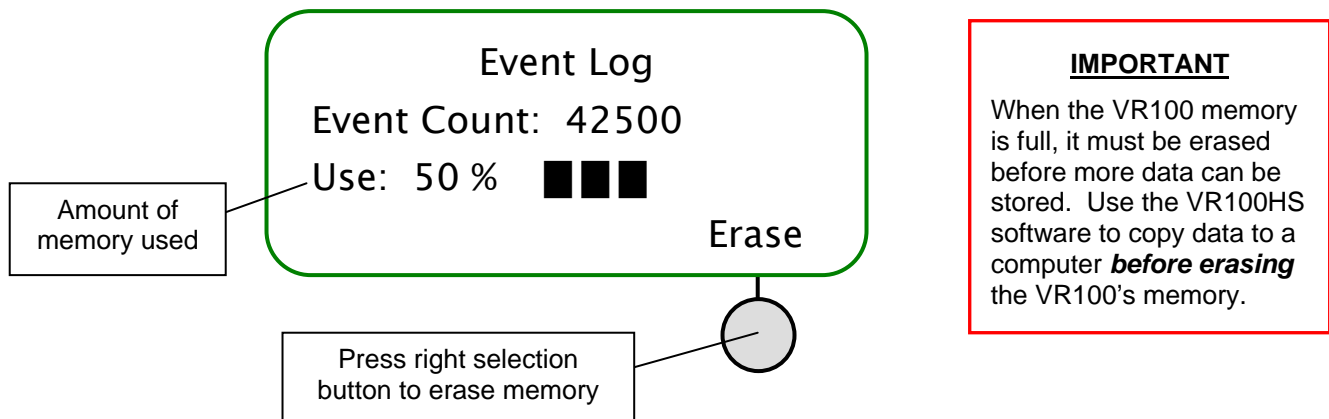 Event Log
Event Count: 42500
Use: 50 %
Erase
Amount of
memory used
Press right selection
button to erase memory
IMPORTANT
When the VR100 memory
is full, it must be erased
before more data can be
stored. Use the VR100HS
software to copy data to a
computer before erasing
the VR100's memory.